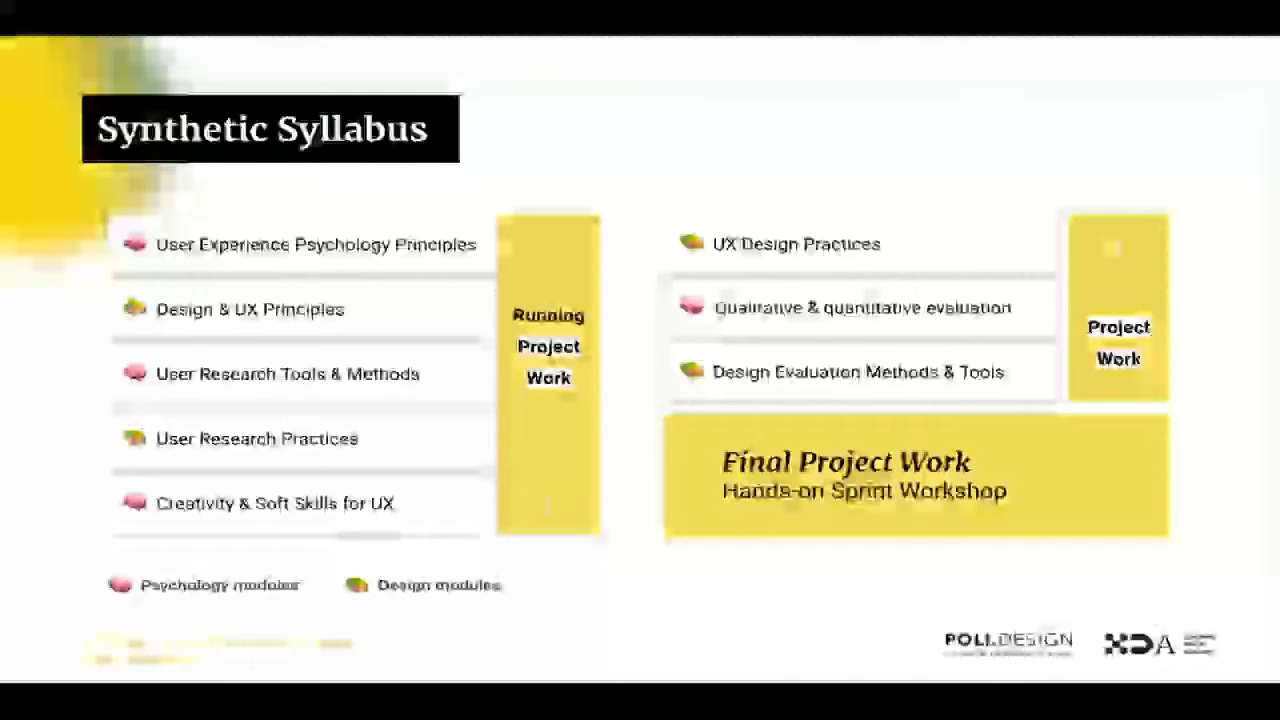 Synthetic Syllabus
User Experience Psychology Principles
Design & UX Principles
User Research Tools & Methods
User Research Practices
Creativity & Soft Skills for UX
Running
Project
Work
UX Design Practices
Qualitative & quantitative evaluation
Design Evaluation Methods & Tools
Project
Work
Final Project Work
Hands-on Sprint Workshop
Psychology modules
Design modules
POLI.DESIGN